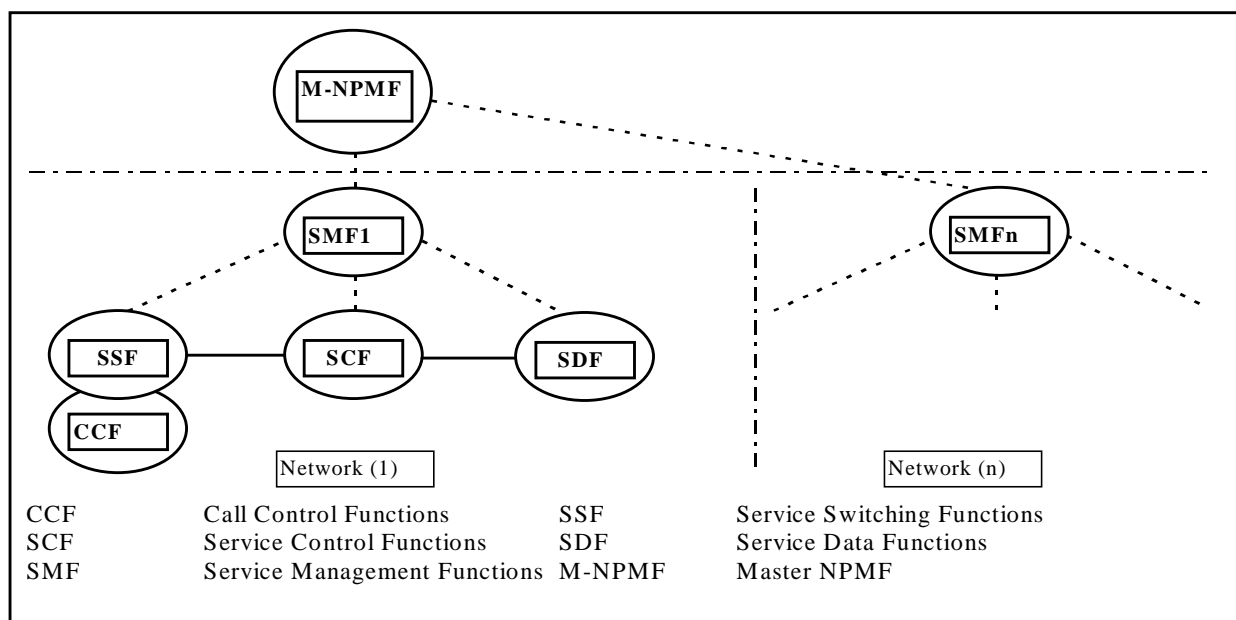 M-NPMF
SMF1
SMFn
SSF
SCF
SDF
CCF
Network (1)
Network (n)
CCF Call Control Functions SSF Service Switching Functions
SCF Service Control Functions SDF Service Data Functions
SMF Service Management Functions M-NPMF Master NPMF